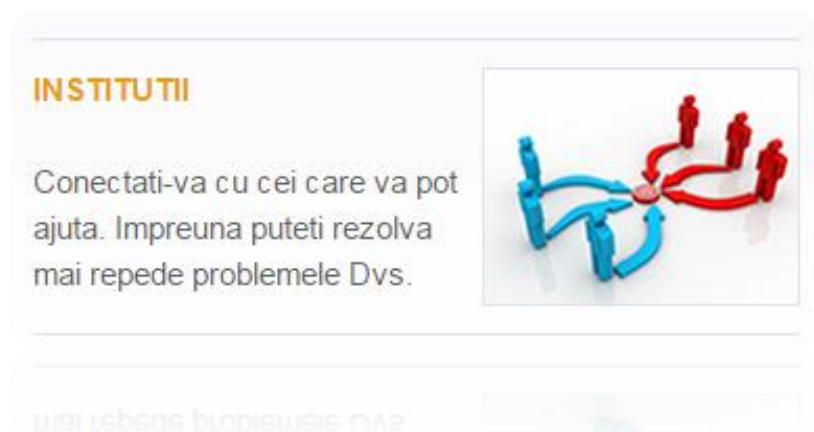 INSTITUTII
Conectati-va cu cei care va pot
ajuta. Impreuna puteti rezolva
mai repede problemele Dvs.